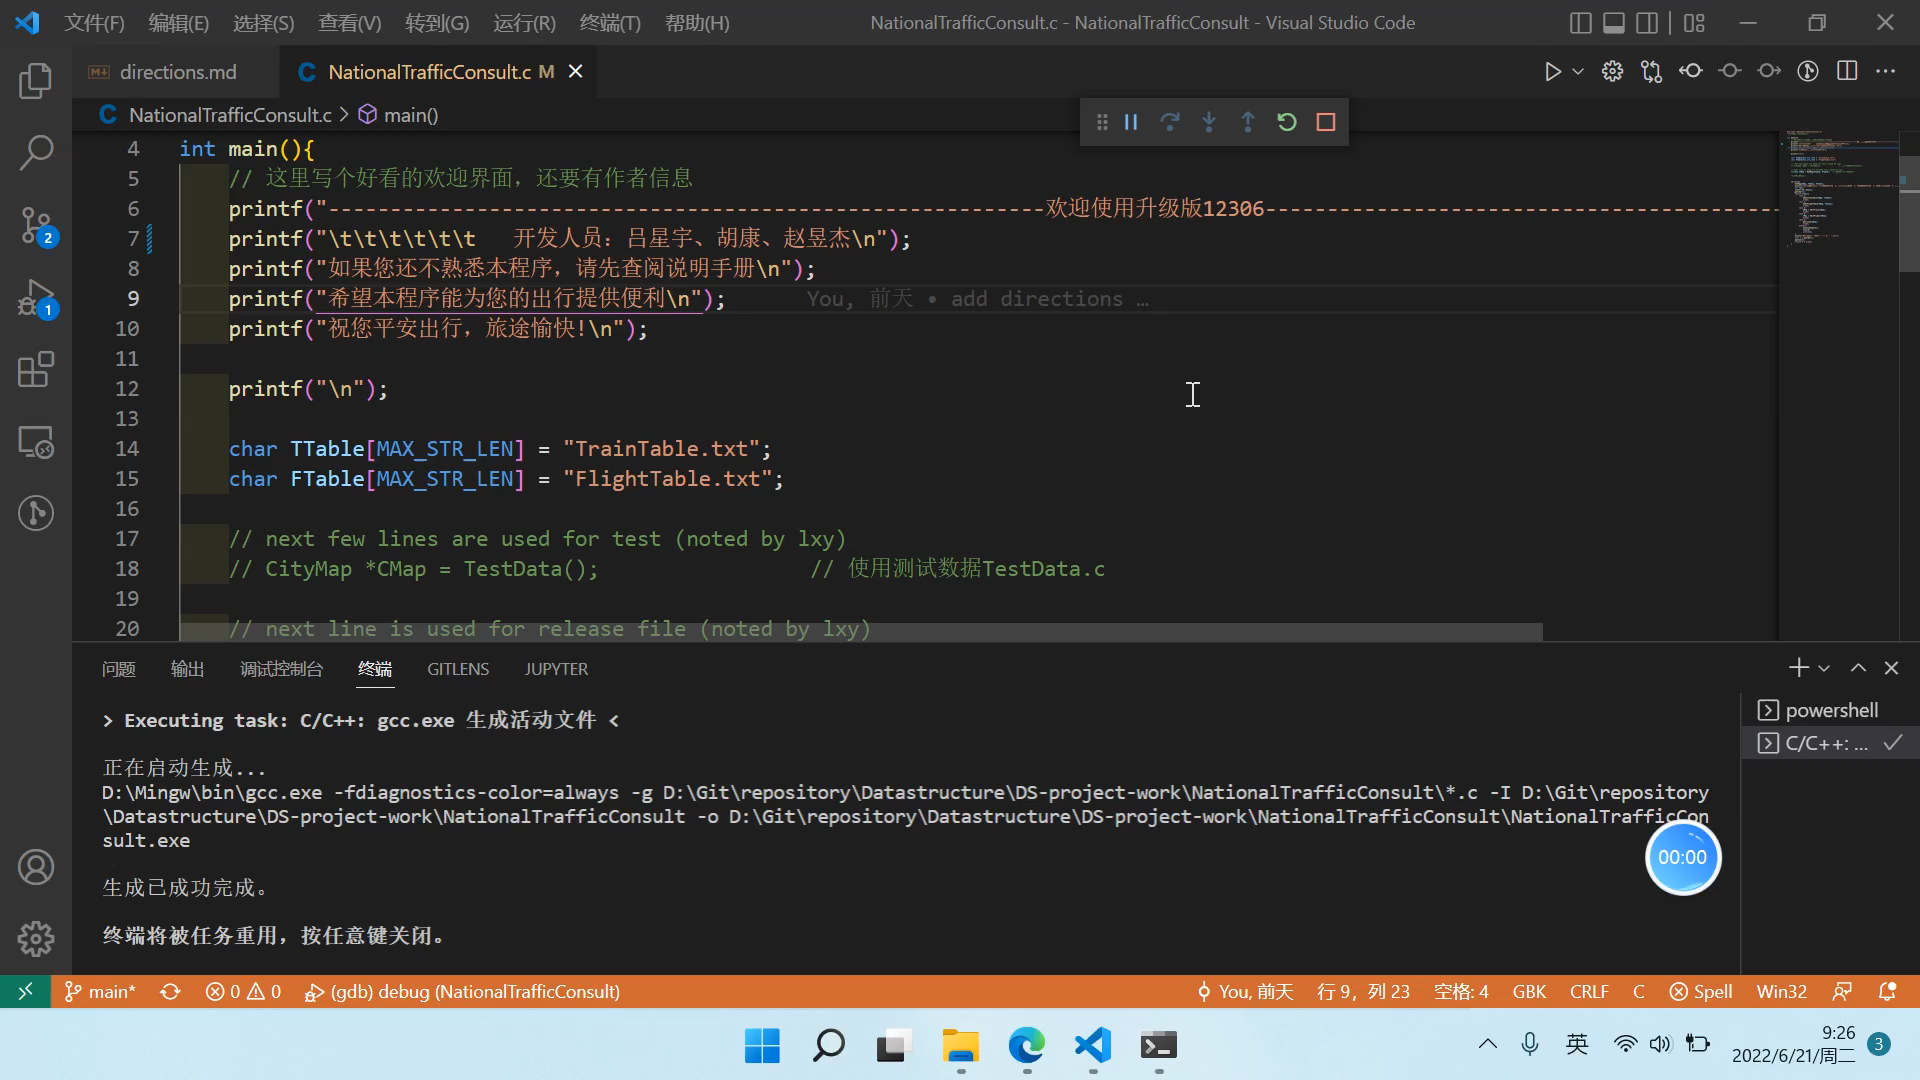 文件(F) 编辑(E) 选择(S) 查看(V) 转到(G) 运行(R) 终端(T) 帮助(H) NationalTrafficConsult.c - NationalTrafficConsult - Visual Studio Code
directions.md NationalTrafficConsult.c M
NationalTrafficConsult.c > main()
4 int main(){
5 // 这里写个好看的欢迎界面，还要有作者信息
6 printf("----------------------------------------------------------欢迎使用升级版12306------------------------------------------
7 printf("\t\t\t\t\t\t 开发人员：吕星宇、胡康、赵昱杰\n");
8 printf("如果您还不熟悉本程序，请先查阅说明手册\n");
9 printf("希望本程序能为您的出行提供便利\n"); You, 前天 • add directions …
10 printf("祝您平安出行，旅途愉快!\n");
11
12 printf("\n");
13
14 char TTable[MAX_STR_LEN] = "TrainTable.txt";
15 char FTable[MAX_STR_LEN] = "FlightTable.txt";
16
17 // next few lines are used for test (noted by lxy)
18 // CityMap *CMap = TestData(); // 使用测试数据TestData.c
19
20 // next line is used for release file (noted by lxy)
2
1
问题 输出 调试控制台 终端 GITLENS JUPYTER
> Executing task: C/C++: gcc.exe 生成活动文件 <
正在启动生成...
D:\Mingw\bin\gcc.exe -fdiagnostics-color=always -g D:\Git\repository\Datastructure\DS-project-work\NationalTrafficConsult\*.c -I D:\Git\repository
\Datastructure\DS-project-work\NationalTrafficConsult -o D:\Git\repository\Datastructure\DS-project-work\NationalTrafficConsult\NationalTrafficCon
sult.exe
生成已成功完成。
终端将被任务重用，按任意键关闭。
powershell
C/C++: ...
00:00
main* 0 0 (gdb) debug (NationalTrafficConsult) You, 前天 行 9，列 23 空格: 4 GBK CRLF C Spell Win32
英 9:26 3
2022/6/21/周二